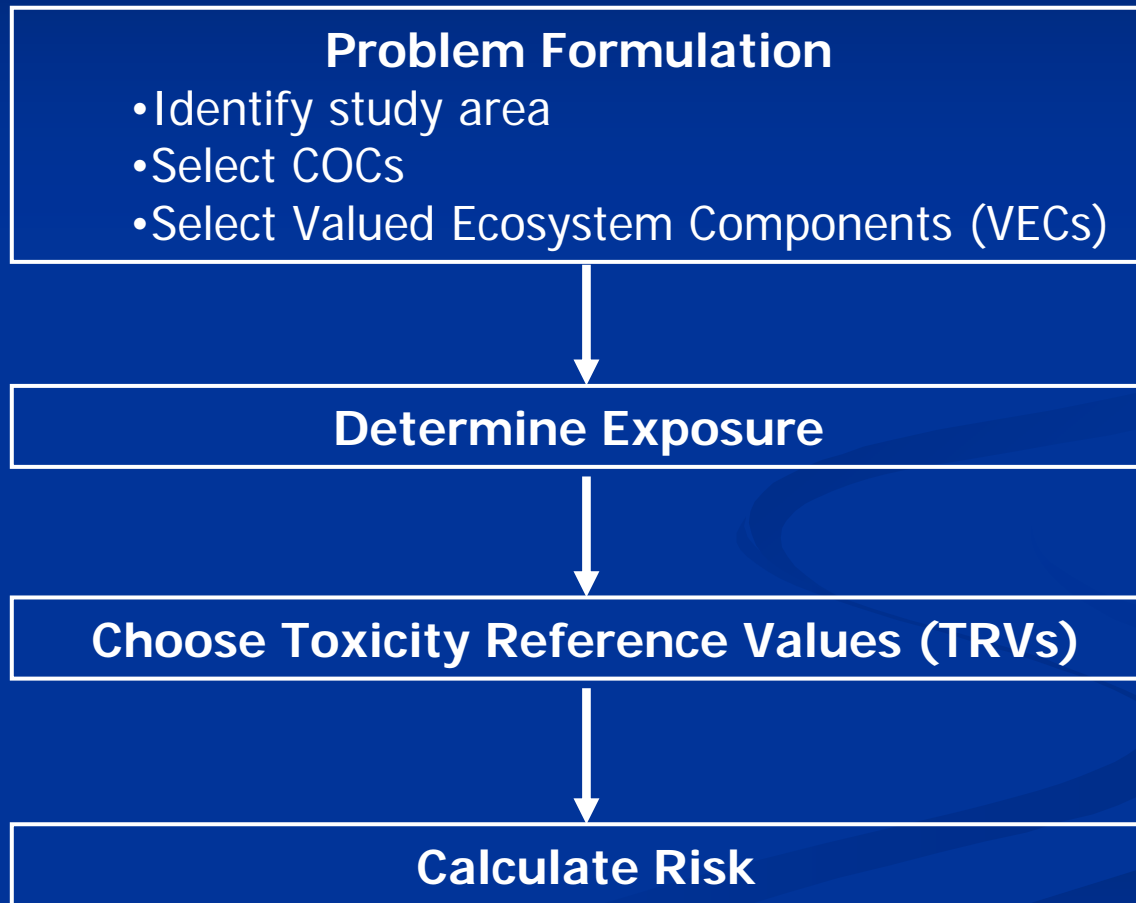 Problem Formulation
•Identify study area
•Select COCs
•Select Valued Ecosystem Components (VECs)
Determine Exposure
Choose Toxicity Reference Values (TRVs)
Calculate Risk